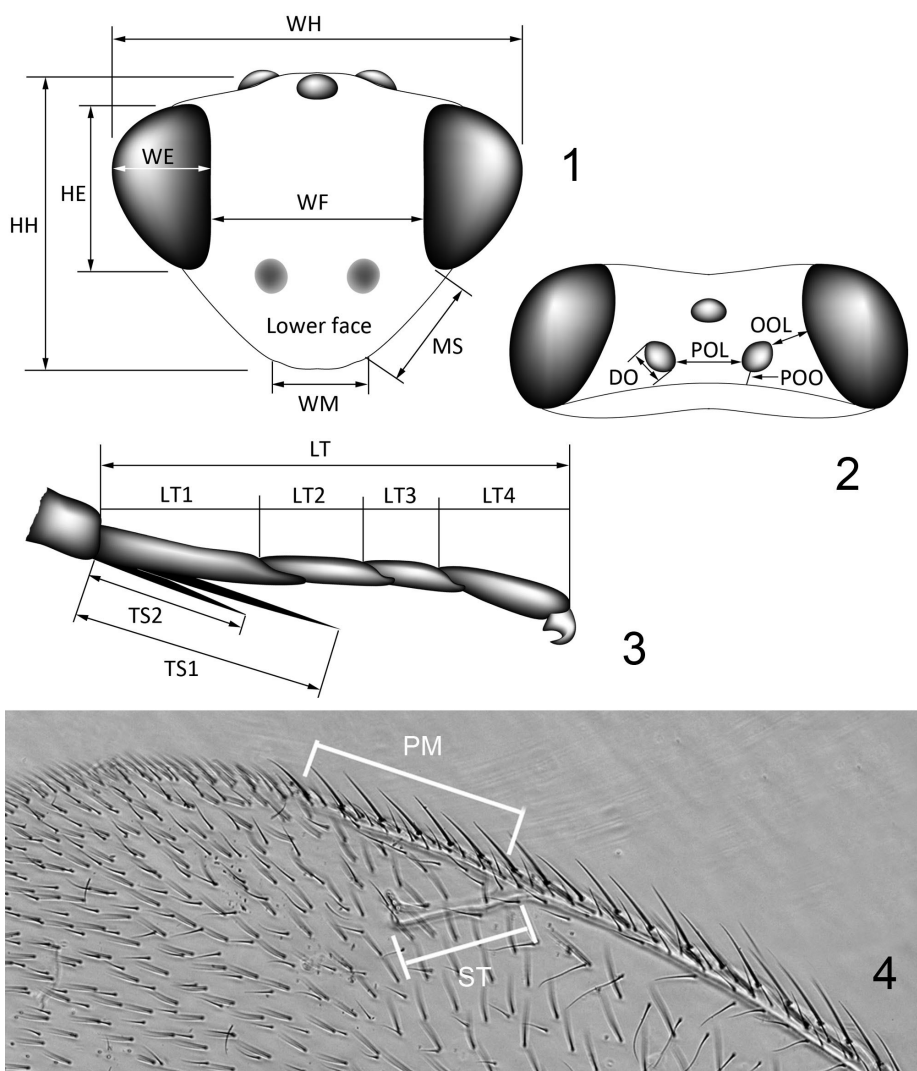 WH
WE
HE
WF
HH
1
Lower face
MS
WM
OOL
POL
DO
POO
2
LT
LT1 LT2 LT3 LT4
TS2
TS1
3
PM
ST
4